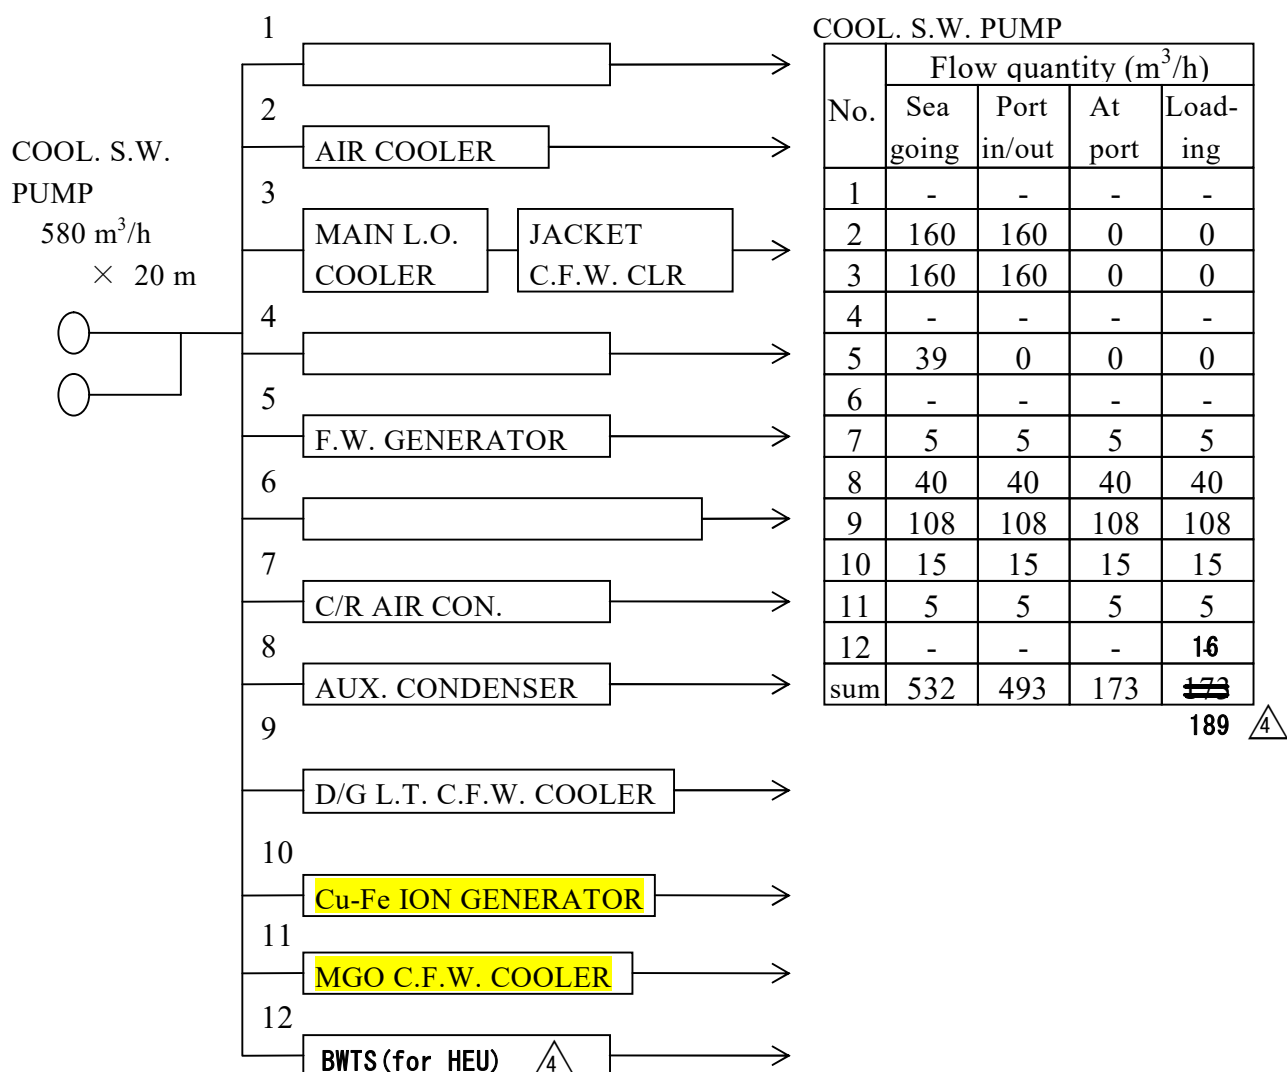 COOL. S.W.
PUMP
580 m³/h
× 20 m
1
2
AIR COOLER
3
MAIN L.O.
COOLER
JACKET
C.F.W. CLR
4
5
F.W. GENERATOR
6
7
C/R AIR CON.
8
AUX. CONDENSER
9
D/G L.T. C.F.W. COOLER
10
Cu-Fe ION GENERATOR
11
MGO C.F.W. COOLER
12
BWTS(for HEU) 4
COOL. S.W. PUMP
Flow quantity (m³/h)
No. Sea going Port in/out At port Load-ing
1 - - - -
2 160 160 0 0
3 160 160 0 0
4 - - - -
5 39 0 0 0
6 - - - -
7 5 5 5 5
8 40 40 40 40
9 108 108 108 108
10 15 15 15 15
11 5 5 5 5
12 - - - 16
sum 532 493 173 173
189 4